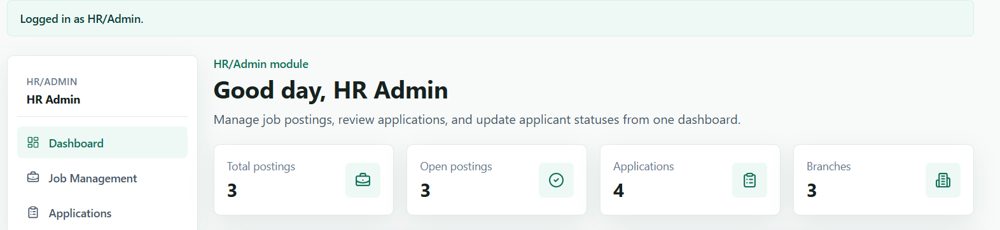 Logged in as HR/Admin.
HR/ADMIN
HR Admin
Dashboard
Job Management
Applications
HR/Admin module
Good day, HR Admin
Manage job postings, review applications, and update applicant statuses from one dashboard.
Total postings
3
Open postings
3
Applications
4
Branches
3